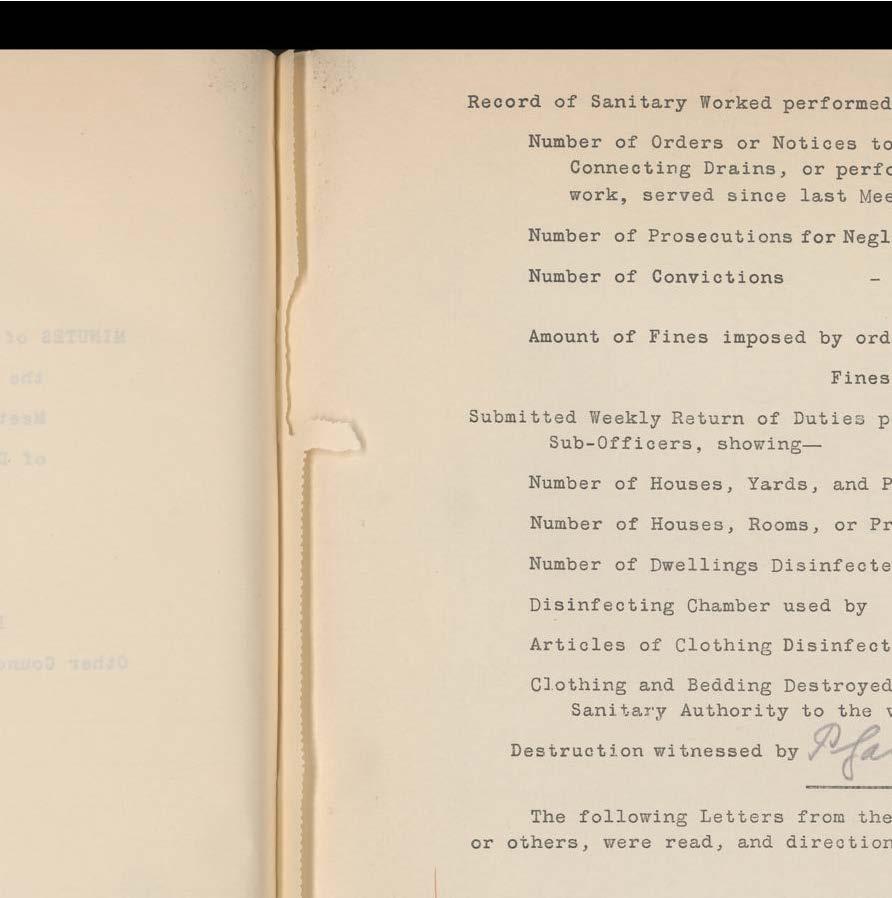 Record of Sanitary Worked performed
Number of Orders or Notices to
Connecting Drains, or perfo
work, served since last Mee
Number of Prosecutions for Negl
Number of Convictions -
Amount of Fines imposed by ord
Fines
Submitted Weekly Return of Duties p
Sub-Officers, showing—
Number of Houses, Yards, and P
Number of Houses, Rooms, or Pr
Number of Dwellings Disinfecte
Disinfecting Chamber used by
Articles of Clothing Disinfect
Clothing and Bedding Destroyed
Sanitary Authority to the v
Destruction witnessed by
The following Letters from the
or others, were read, and direction